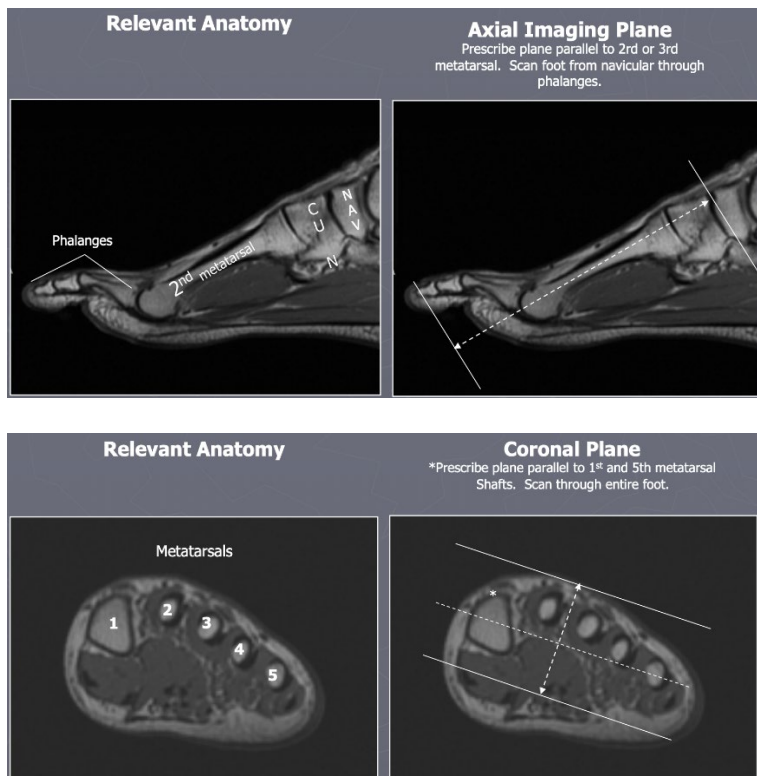 Relevant Anatomy
Axial Imaging Plane
Prescribe plane parallel to 2rd or 3rd
metatarsal. Scan foot from navicular through
phalanges.
Phalanges
2nd metatarsal
CUN
NAV
Relevant Anatomy
Coronal Plane
*Prescribe plane parallel to 1st and 5th metatarsal
Shafts. Scan through entire foot.
Metatarsals
1
2
3
4
5
*